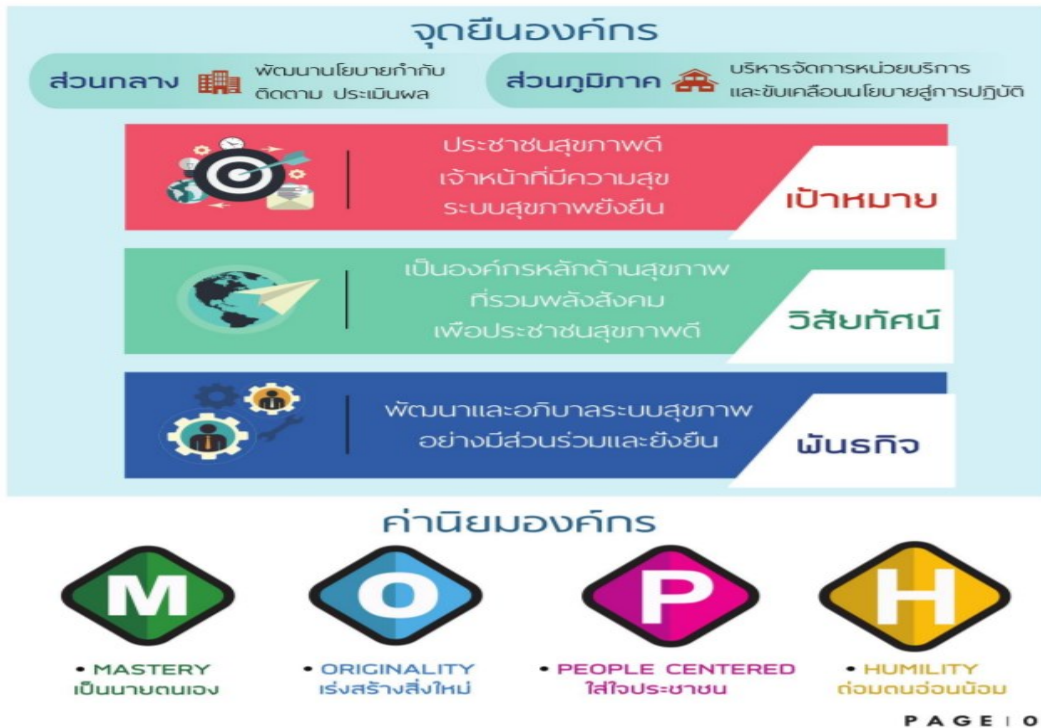 จุดยืนองค์กร
ส่วนกลาง
พัฒนานโยบายกำกับ
ติดตาม ประเมินผล
ส่วนภูมิภาค
บริหารจัดการหน่วยบริการ
และขับเคลื่อนนโยบายสู่การปฏิบัติ
ประชาชนสุขภาพดี
เจ้าหน้าที่มีความสุข
ระบบสุขภาพยั่งยืน
เป้าหมาย
เป็นองค์กรหลักด้านสุขภาพ
ที่รวมพลังสังคม
เพื่อประชาชนสุขภาพดี
วิสัยทัศน์
พัฒนาและอภิบาลระบบสุขภาพ
อย่างมีส่วนร่วมและยั่งยืน
พันธกิจ
ค่านิยมองค์กร
M
O
P
H
• MASTERY
เป็นนายตนเอง
• ORIGINALITY
เร่งสร้างสิ่งใหม่
• PEOPLE CENTERED
ใส่ใจประชาชน
• HUMILITY
ถ่อมตนอ่อนน้อม
PAGE | 0